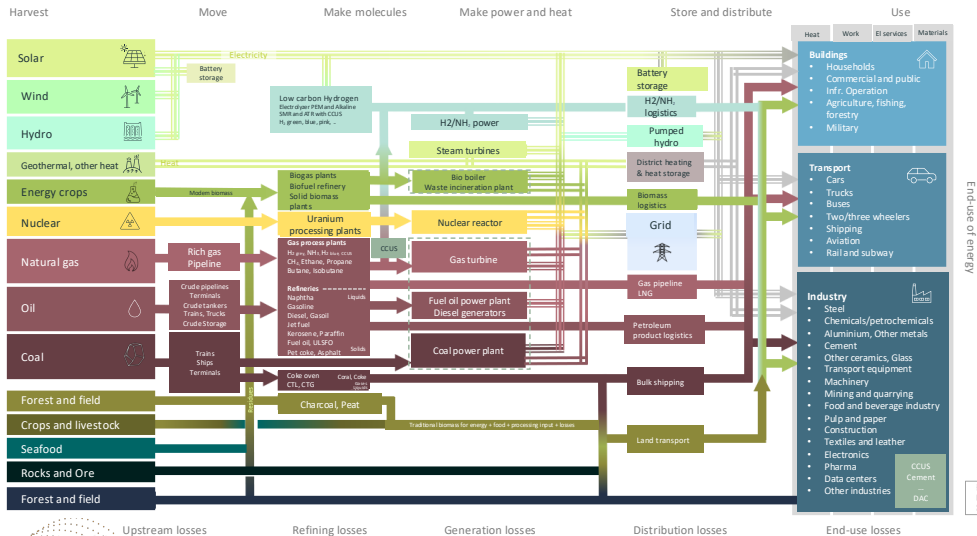 Harvest
Move
Make molecules
Make power and heat
Store and distribute
Use
Heat
Work
El services
Materials
Solar
Wind
Hydro
Geothermal, other heat
Energy crops
Nuclear
Natural gas
Oil
Coal
Forest and field
Crops and livestock
Seafood
Rocks and Ore
Forest and field
Electricity
Battery
storage
Heat
Modern biomass
Rich gas
Pipeline
Crude pipelines
Terminals
Crude tankers
Trains, Trucks
Crude Storage
Trains
Ships
Terminals
Residues
Low carbon Hydrogen
Electrolyzer PEM and Alkaline
SMR and ATR with CCUS
H, green, blue, pink, ..
Biogas plants
Biofuel refinery
Solid biomass
plants
Uranium
processing plants
Gas process plants
H₂ grey, NH₃, H₂ blue, CCUS
CH₄, Ethane, Propane
Butane, Isobutane
Refineries
Naphtha
Liquids
Gasoline
Diesel, Gasoil
Jet fuel
Kerosene, Paraffin
Fuel oil, ULSFO
Solids
Pet coke, Asphalt
Coke oven
CTL, CTG
Coral, Coke
Gases
Liquids
Charcoal, Peat
CCUS
H2/NH, power
Steam turbines
Bio boiler
Waste incineration plant
Nuclear reactor
Gas turbine
Fuel oil power plant
Diesel generators
Coal power plant
Traditional biomass for energy + food + processing input + losses
Battery
storage
H2/NH,
logistics
Pumped
hydro
District heating
& heat storage
Biomass
logistics
Grid
Gas pipeline
LNG
Petroleum
product logistics
Bulk shipping
Land transport
Buildings
• Households
• Commercial and public
• Infr. Operation
• Agriculture, fishing,
forestry
• Military
Transport
• Cars
• Trucks
• Buses
• Two/three wheelers
• Shipping
• Aviation
• Rail and subway
Industry
• Steel
• Chemicals/petrochemicals
• Aluminium, Other metals
• Cement
• Other ceramics, Glass
• Transport equipment
• Machinery
• Mining and quarrying
• Food and beverage industry
• Pulp and paper
• Construction
• Textiles and leather
• Electronics
• Pharma
• Data centers
• Other industries
CCUS
Cement
...
DAC
End-use of energy
Upstream losses
Refining losses
Generation losses
Distribution losses
End-use losses